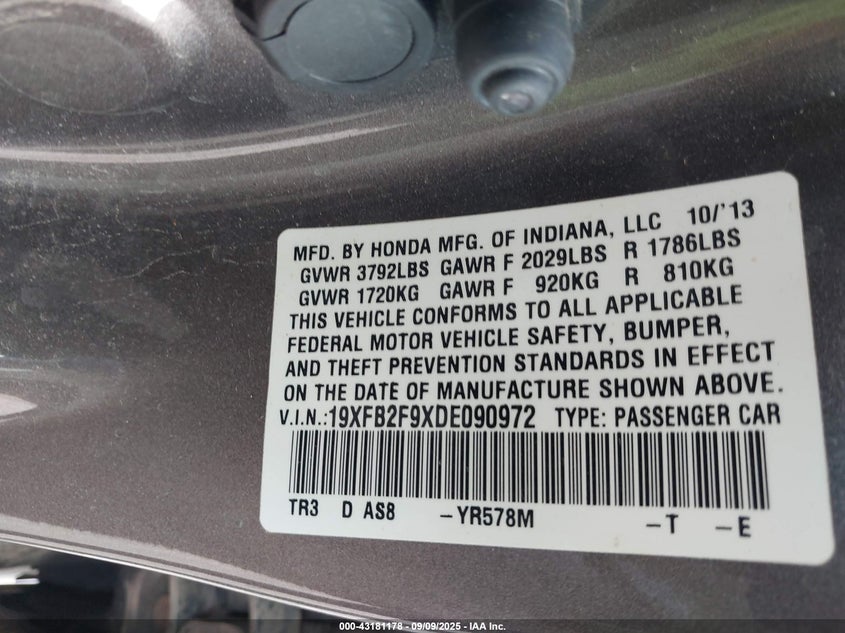 MFD. BY HONDA MFG. OF INDIANA, LLC 10/'13
GVWR 3792LBS GAWR F 2029LBS R 1786LBS
GVWR 1720KG GAWR F 920KG R 810KG
THIS VEHICLE CONFORMS TO ALL APPLICABLE
FEDERAL MOTOR VEHICLE SAFETY, BUMPER,
AND THEFT PREVENTION STANDARDS IN EFFECT
ON THE DATE OF MANUFACTURE SHOWN ABOVE.
V.I.N.:19XFB2F9XDE090972 TYPE: PASSENGER CAR
TR3 D AS8 -YR578M -T -E
000-43181178 - 09/09/2025 - IAA Inc.